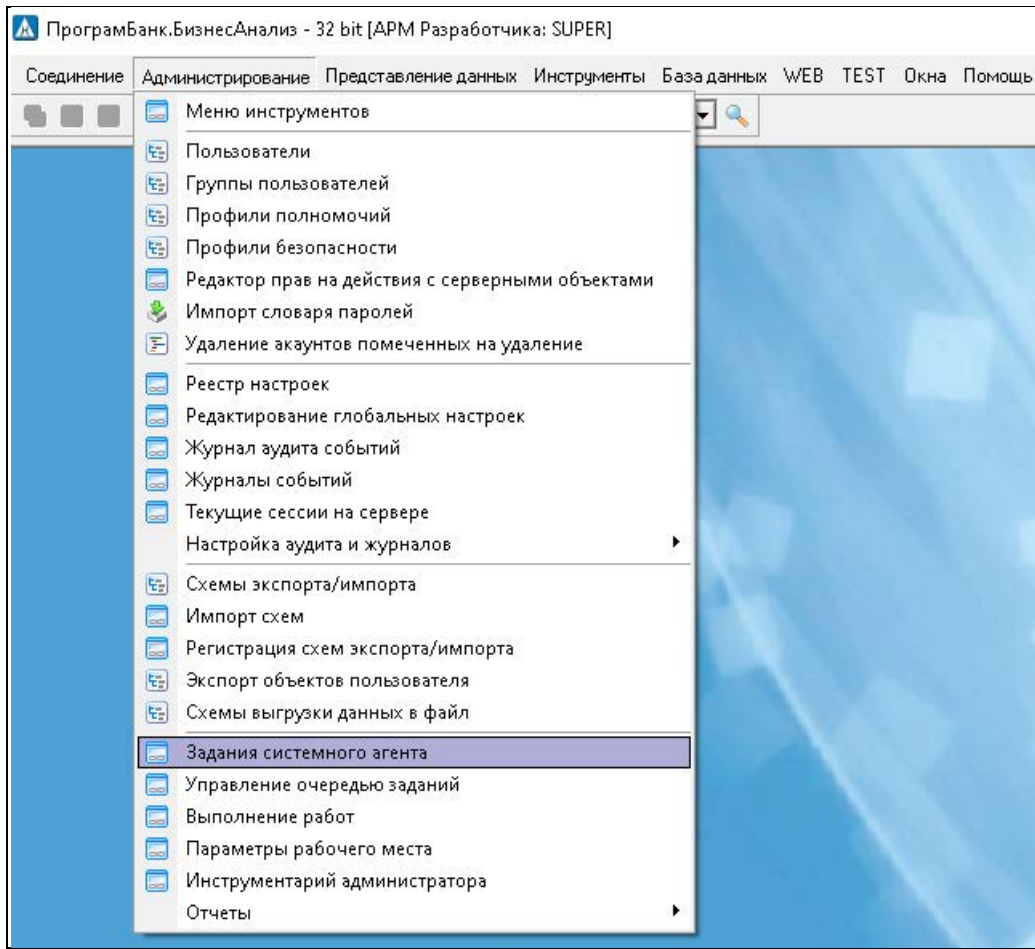 ПрограмБанк.БизнесАнализ - 32 bit [АРМ Разработчика: SUPER]
Соединение Администрирование Представление данных Инструменты База данных WEB TEST Окна Помощь
Меню инструментов
Пользователи
Группы пользователей
Профили полномочий
Профили безопасности
Редактор прав на действия с серверными объектами
Импорт словаря паролей
Удаление акаунтов помеченных на удаление
Реестр настроек
Редактирование глобальных настроек
Журнал аудита событий
Журналы событий
Текущие сессии на сервере
Настройка аудита и журналов
Схемы экспорта/импорта
Импорт схем
Регистрация схем экспорта/импорта
Экспорт объектов пользователя
Схемы выгрузки данных в файл
Задания системного агента
Управление очередью заданий
Выполнение работ
Параметры рабочего места
Инструментарий администратора
Отчеты